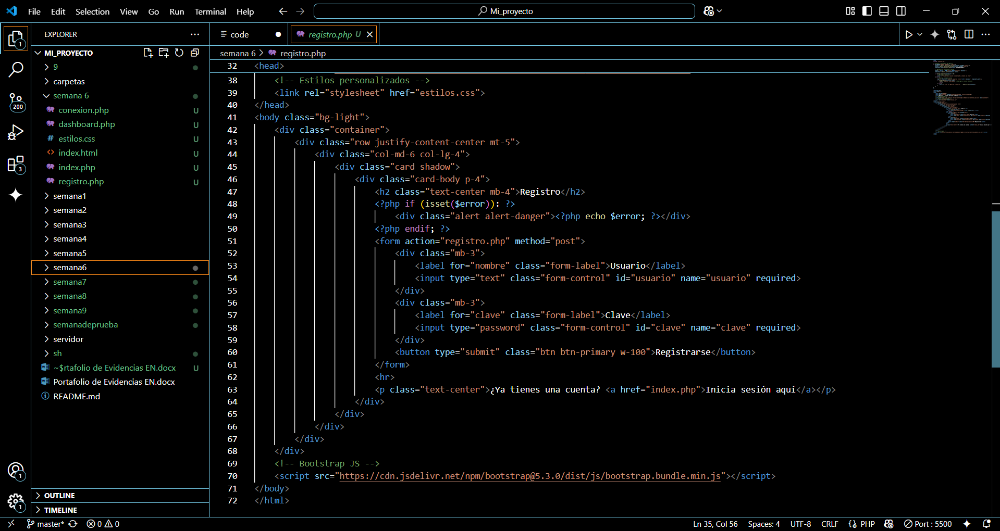 File Edit Selection View Go Run Terminal Help
Mi_proyecto
EXPLORER
MI_PROYECTO
9
carpetas
semana 6
conexion.php U
dashboard.php U
estilos.css U
index.html U
index.php U
registro.php U
semana1
semana2
semana3
semana4
semana5
semana6
semana7
semana8
semana9
semanadeprueba
servidor
sh
~$rtafolio de Evidencias EN.docx U
Portafolio de Evidencias EN.docx
README.md
OUTLINE
TIMELINE
1
200
3
1
1
code registro.php U
semana 6 > registro.php
32 <head>
38 <!-- Estilos personalizados -->
39 <link rel="stylesheet" href="estilos.css">
40 </head>
41 <body class="bg-light">
42 <div class="container">
43 <div class="row justify-content-center mt-5">
44 <div class="col-md-6 col-lg-4">
45 <div class="card shadow">
46 <div class="card-body p-4">
47 <h2 class="text-center mb-4">Registro</h2>
48 <?php if (isset($error)): ?>
49 <div class="alert alert-danger"><?php echo $error; ?></div>
50 <?php endif; ?>
51 <form action="registro.php" method="post">
52 <div class="mb-3">
53 <label for="nombre" class="form-label">Usuario</label>
54 <input type="text" class="form-control" id="usuario" name="usuario" required>
55 </div>
56 <div class="mb-3">
57 <label for="clave" class="form-label">Clave</label>
58 <input type="password" class="form-control" id="clave" name="clave" required>
59 </div>
60 <button type="submit" class="btn btn-primary w-100">Registrarse</button>
61 </form>
62 <hr>
63 <p class="text-center">¿Ya tienes una cuenta? <a href="index.php">Inicia sesión aquí</a></p>
64 </div>
65 </div>
66 </div>
67 </div>
68 </div>
69 <!-- Bootstrap JS -->
70 <script src="https://cdn.jsdelivr.net/npm/bootstrap@5.3.0/dist/js/bootstrap.bundle.min.js"></script>
71 </body>
72 </html>
master* 0 0 Ln 35, Col 56 Spaces: 4 UTF-8 CRLF PHP Port : 5500